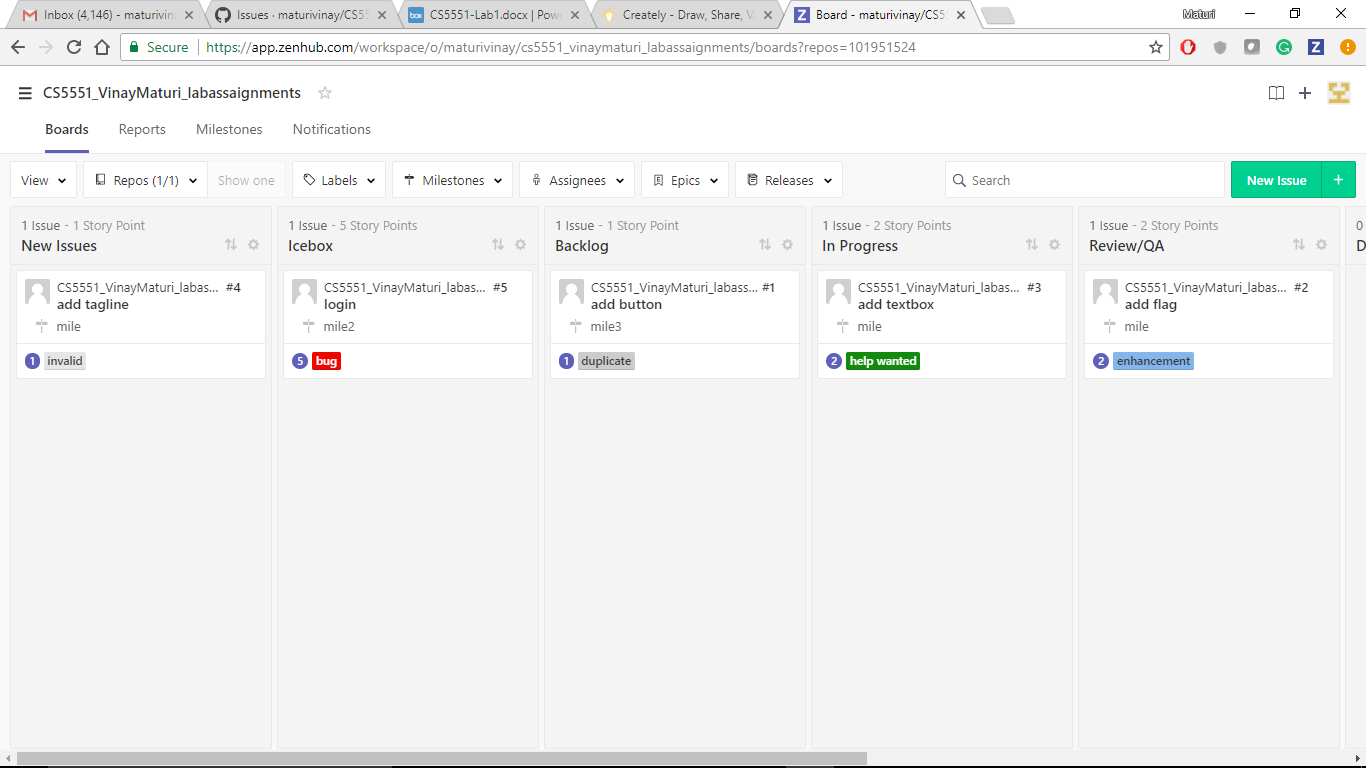 Inbox (4,146) - maturivin
Issues · maturivinay/CS55
CS5551-Lab1.docx | Pow
Creately - Draw, Share, Va
Board - maturivinay/CS55
Maturi
Secure
https://app.zenhub.com/workspace/o/maturivinay/cs5551_vinaymaturi_labassaignments/boards?repos=101951524
CS5551_VinayMaturi_labassaignments
Boards Reports Milestones Notifications
View Repos (1/1) Show one Labels Milestones Assignees Epics Releases Search New Issue +
1 Issue - 1 Story Point
New Issues
CS5551_VinayMaturi_labas... #4
add tagline
mile
1 invalid
1 Issue - 5 Story Points
Icebox
CS5551_VinayMaturi_labas... #5
login
mile2
5 bug
1 Issue - 1 Story Point
Backlog
CS5551_VinayMaturi_labass... #1
add button
mile3
1 duplicate
1 Issue - 2 Story Points
In Progress
CS5551_VinayMaturi_labas... #3
add textbox
mile
2 help wanted
1 Issue - 2 Story Points
Review/QA
CS5551_VinayMaturi_labas... #2
add flag
mile
2 enhancement
0
D